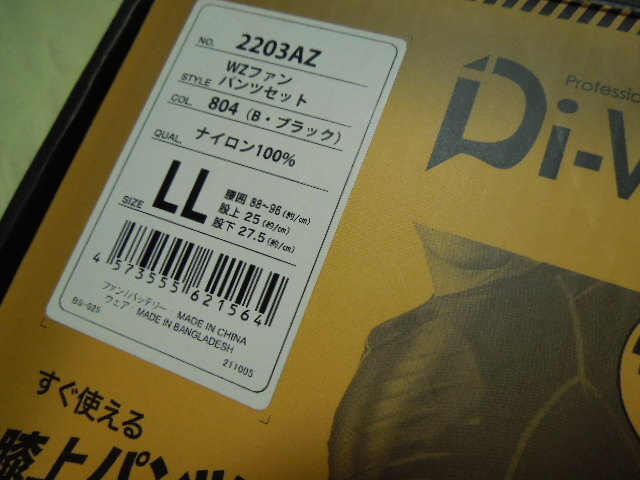 NO. 2203AZ
STYLE WZファン
パンツセット
COL. 804 (B・ブラック)
QUAL. ナイロン100%
SIZE LL 腰囲 88~96 (約/cm)
股上 25 (約/cm)
股下 27.5 (約/cm)
4573555621564
ファン/バッテリー : MADE IN CHINA
ウェア : MADE IN BANGLADESH
BS-025
211005
Di-
すぐ使える
膝上パン